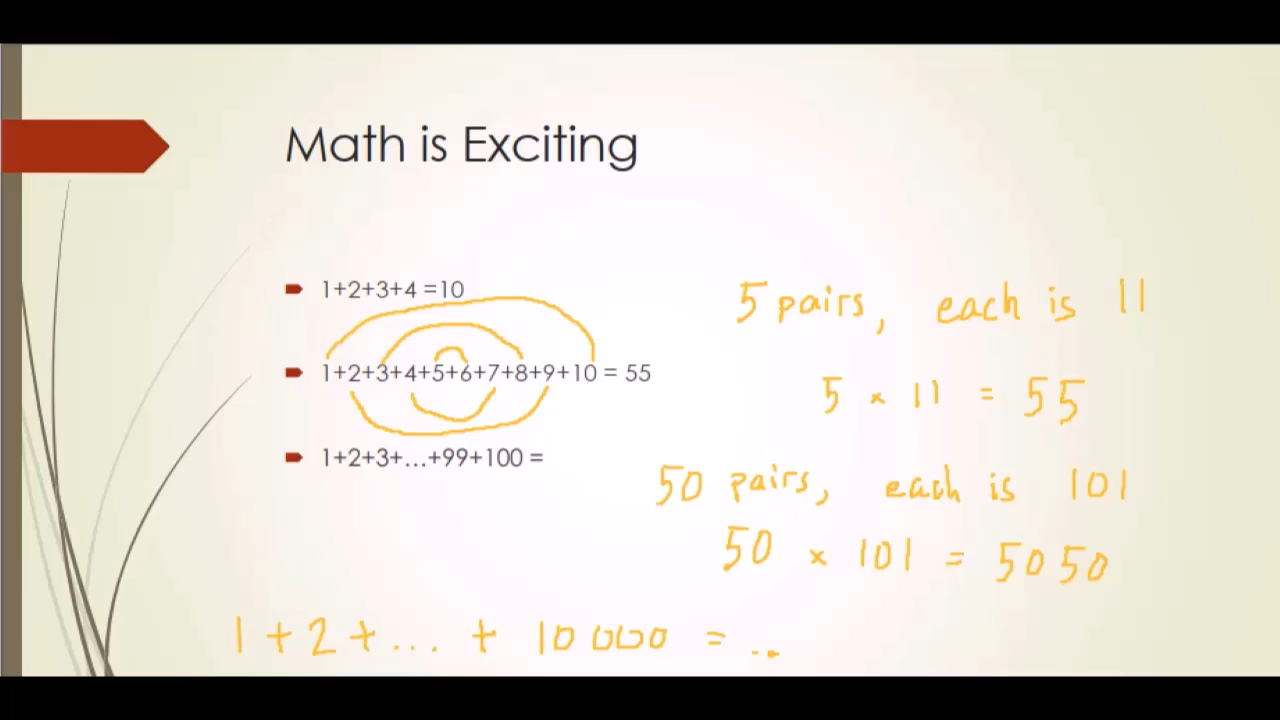 Math is Exciting
1+2+3+4 =10
5 pairs, each is 11
1+2+3+4+5+6+7+8+9+10 = 55
5 × 11 = 55
1+2+3+...+99+100 =
50 pairs, each is 101
50 × 101 = 5050
1 + 2 + ... + 10000 = ..